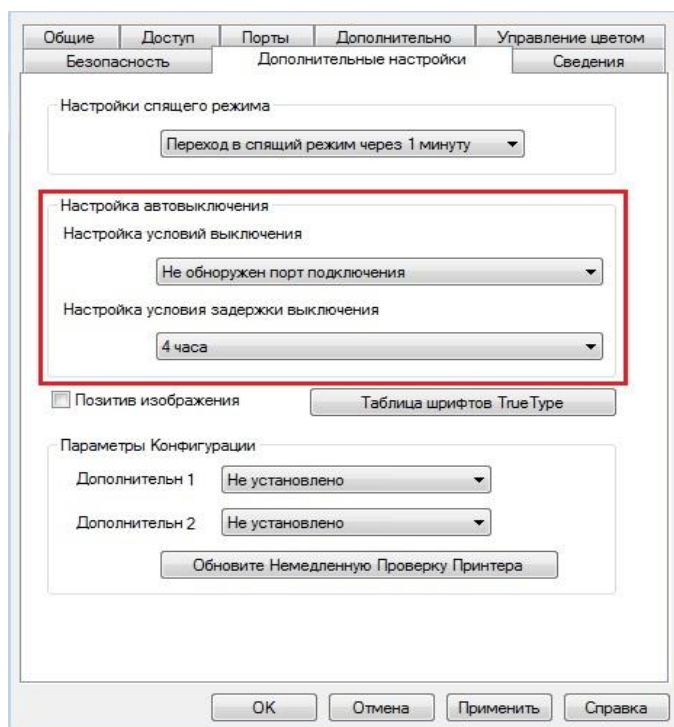 Общие Доступ Порты Дополнительно Управление цветом
Безопасность Дополнительные настройки Сведения
Настройки спящего режима
Переход в спящий режим через 1 минуту
Настройка автовыключения
Настройка условий выключения
Не обноружен порт подключения
Настройка условия задержки выключения
4 часа
Позитив изображения Таблица шрифтов TrueType
Параметры Конфигурации
Дополнительн 1 Не установлено
Дополнительн 2 Не установлено
Обновите Немедленную Проверку Принтера
OK Отмена Применить Справка